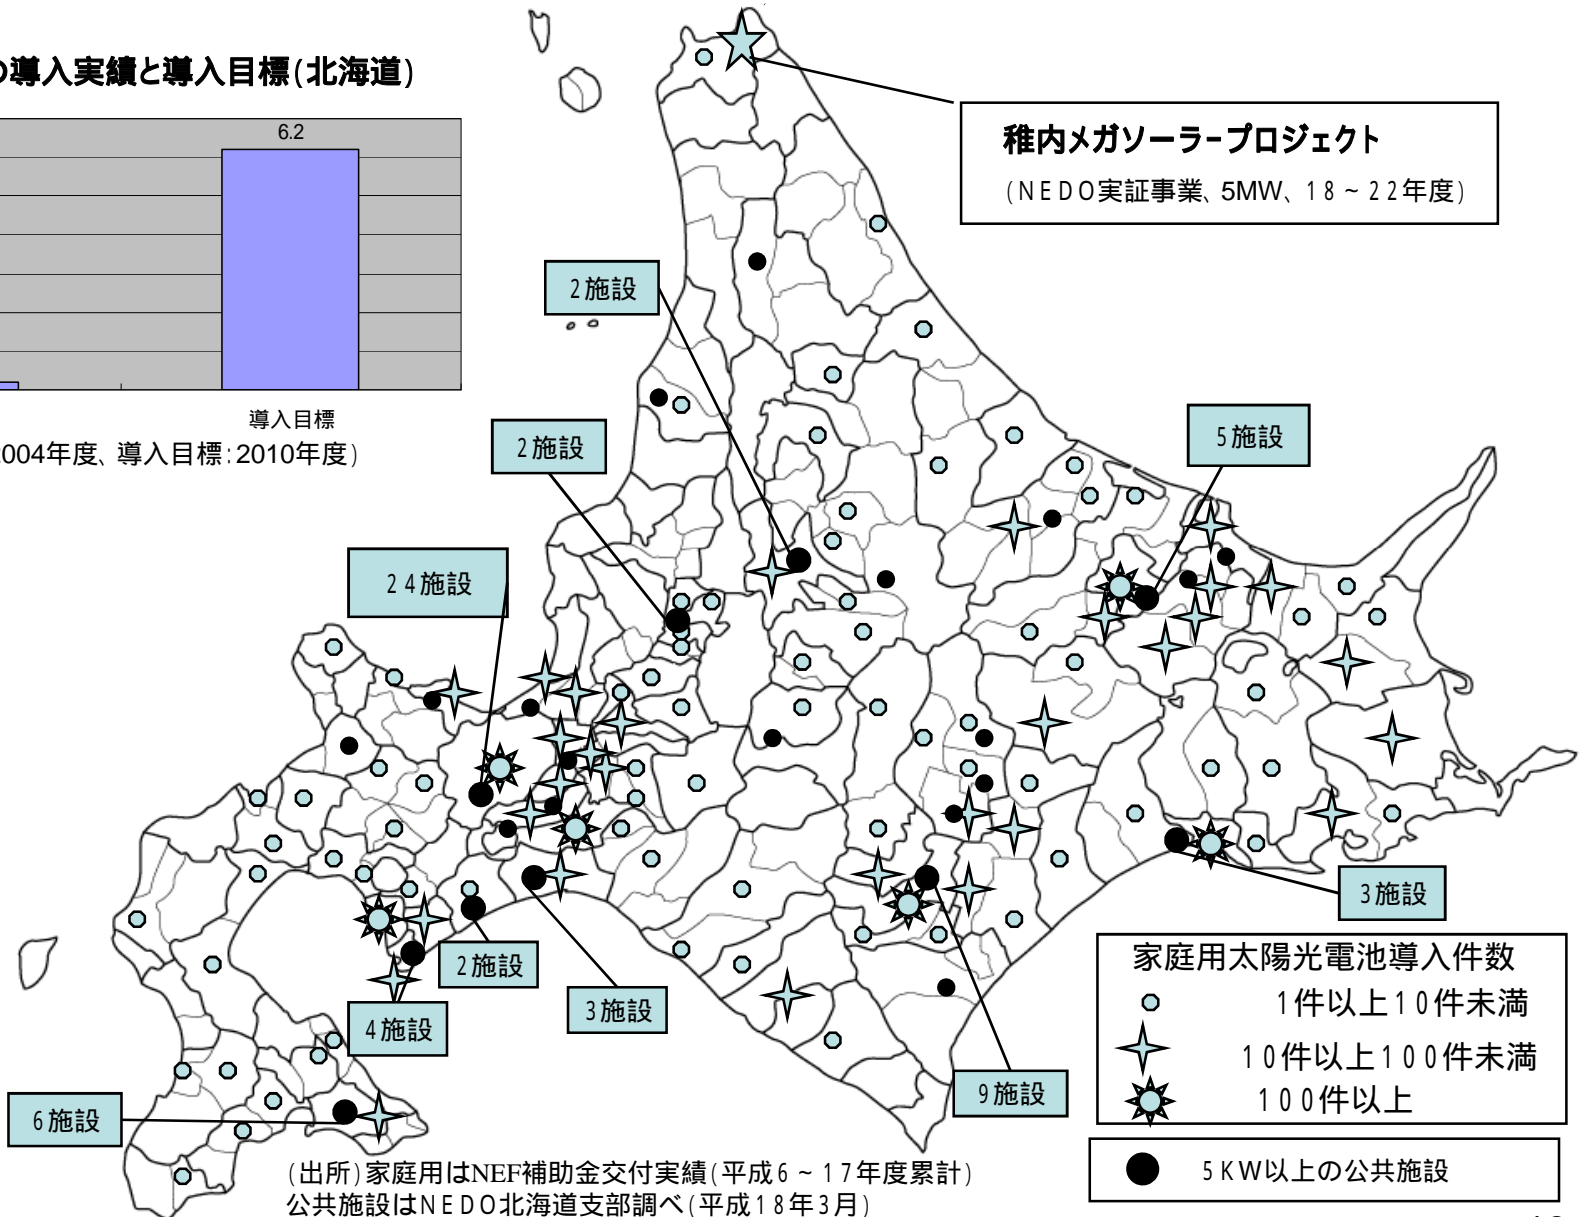 の導入実績と導入目標(北海道)
6.2
導入目標
2004年度、導入目標:2010年度)
稚内メガソーラープロジェクト
(NEDO実証事業、5MW、18~22年度)
2施設
2施設
5施設
24施設
3施設
2施設
3施設
4施設
9施設
6施設
家庭用太陽光電池導入件数
1件以上10件未満
10件以上100件未満
100件以上
5KW以上の公共施設
(出所)家庭用はNEF補助金交付実績(平成6~17年度累計)
公共施設はNEDO北海道支部調べ(平成18年3月)